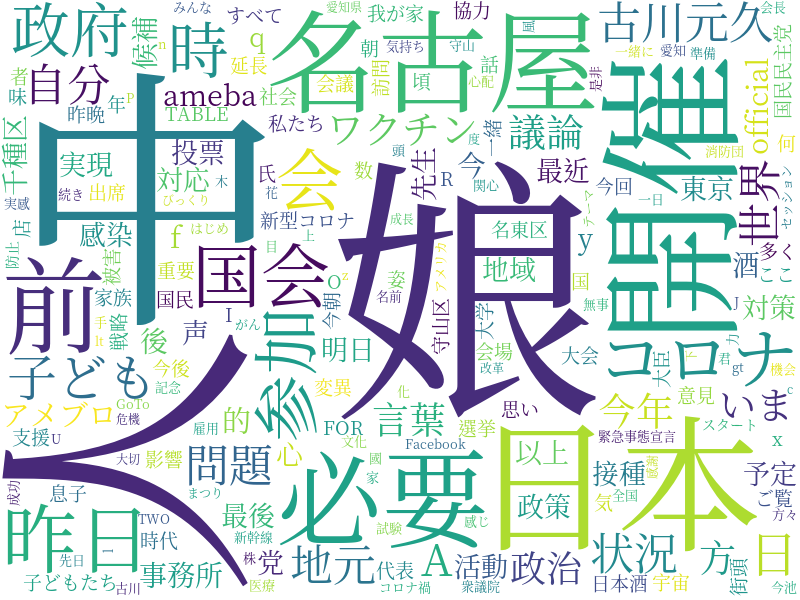 みんな
愛知県
会長
政府
時
候補
q
すべて
我が家
協力
古川元久
n
延長
朝
気持ち
守山
風
愛知
一緒に
準備
国民民主党
名古屋
開催
自分
者
味
昨晩
年
P
ameba
社会
会議
訪問
頃
話
心配
是非
official
何
TABLE
私たち
ワクチン
議論
一緒
消防団
千種区
中
実現
投票
対応
会
氏
数
頭
先生
R
度
関心
今
最近
今回
東京
世界
セッション
実感
続き
出席
木
びっくり
店
感染
f
新型コロナ
花
成長
名東区
y
テーマ
一日
多く
防止
被害
はじめ
目
上
娘
酒
ここ
前
重要
国会
o
姿
アメリカ
地域
国
J
対策
家族
国民
I
z
名前
守山区
大学
無事
力
手
It
戦略
後
声
がん
今朝
参加
明日
会場
大会
コロナ
大臣
君
下
gt
機会
c
子ども
今後
記念
変異
化
改革
意見
アメブロ
GoTo
危機
的
雇用
FOR
文化
言葉
選挙
思い
今年
いま
支援
U
大切
影響
問題
心
Facebook
以上
緊急事態宣言
スタート
x
人
成功
息子
まつり
必要
國
家
日本
政策
接種
気
全国
感謝
予定
ご覧
方々
昨日
TWO
時代
最後
新幹線
試験
感じ
状況
方
日
街頭
先日
l
事務所
株
党
地元
代表
A
活動
政治
子どもたち
古川
医療
コロナ禍
衆議院
日本酒
宇宙
今池